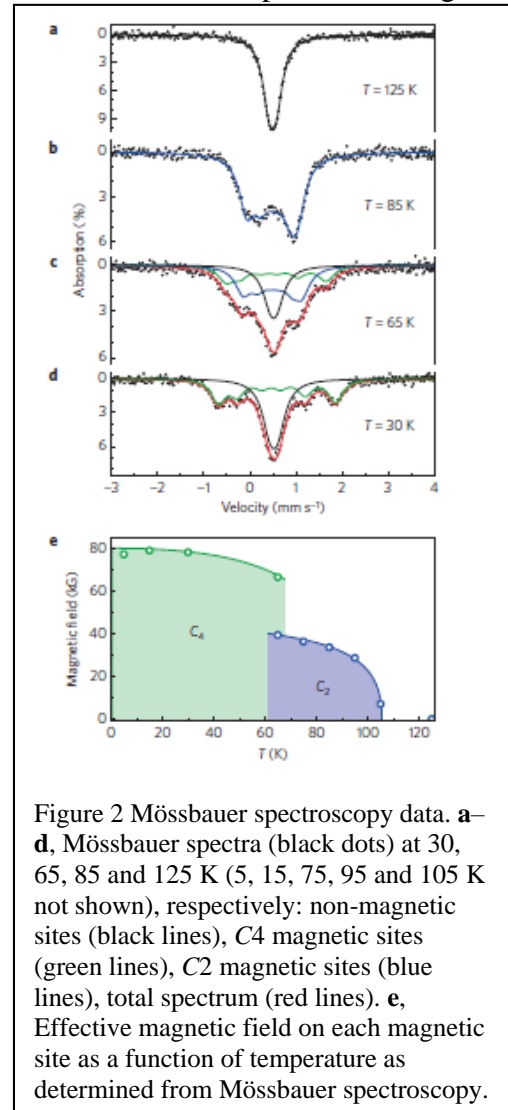 a
0
3
6
9
T = 125 K
b
0
3
6
T = 85 K
Absorption (%)
c
0
3
6
T = 65 K
d
0
3
6
T = 30 K
−3 −2 −1 0 1 2 3 4
Velocity (mm s⁻¹)
e
80
60
40
20
0
Magnetic field (kG)
C₄
C₂
0 20 40 60 80 100 120
T (K)
Figure 2 Mössbauer spectroscopy data. a–
d, Mössbauer spectra (black dots) at 30,
65, 85 and 125 K (5, 15, 75, 95 and 105 K
not shown), respectively: non-magnetic
sites (black lines), C4 magnetic sites
(green lines), C2 magnetic sites (blue
lines), total spectrum (red lines). e,
Effective magnetic field on each magnetic
site as a function of temperature as
determined from Mössbauer spectroscopy.